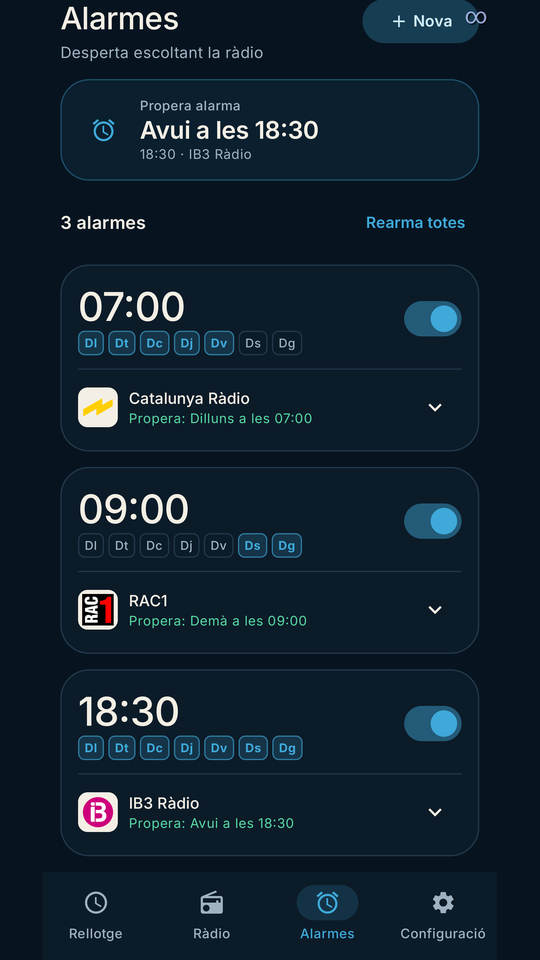 Alarmes
+ Nova
Desperta escoltant la ràdio
Propera alarma
Avui a les 18:30
18:30 · IB3 Ràdio
3 alarmes
Rearma totes
07:00
Dl Dt Dc Dj Dv Ds Dg
Catalunya Ràdio
Propera: Dilluns a les 07:00
09:00
Dl Dt Dc Dj Dv Ds Dg
RAC1
RAC1
Propera: Demà a les 09:00
18:30
Dl Dt Dc Dj Dv Ds Dg
iB
IB3 Ràdio
Propera: Avui a les 18:30
Rellotge
Ràdio
Alarmes
Configuració